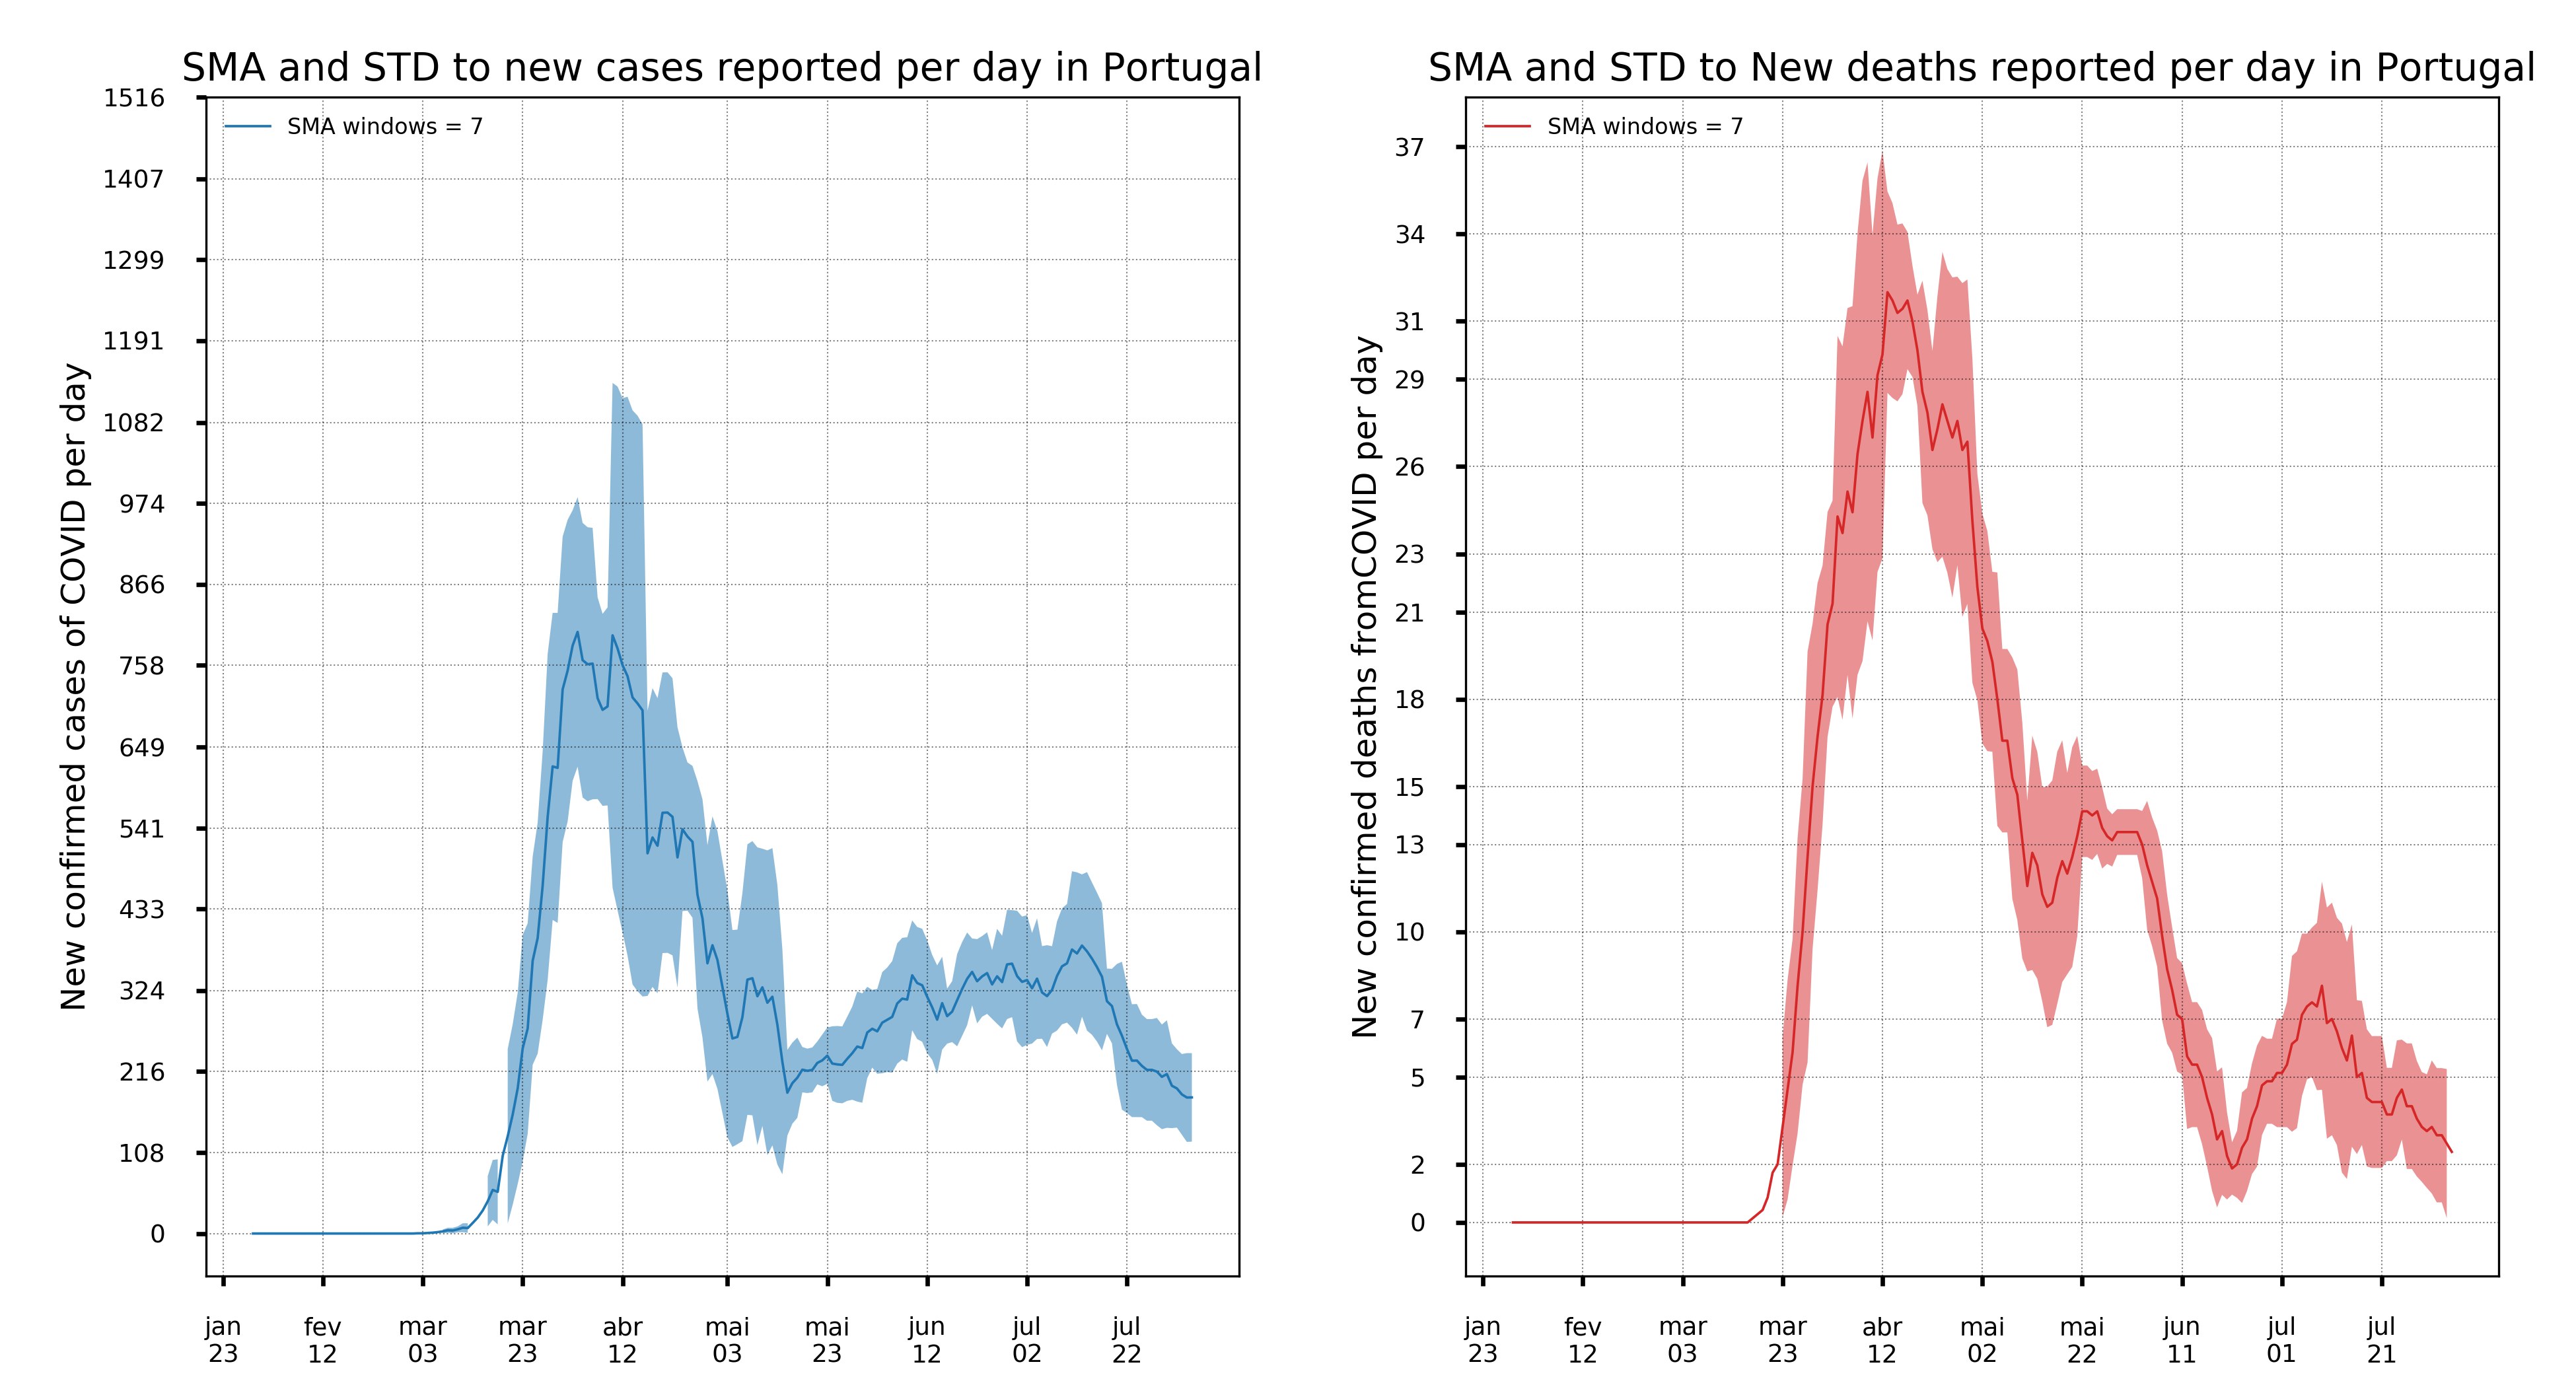 SMA and STD to new cases reported per day in Portugal
New confirmed cases of COVID per day
1516
1407
1299
1191
1082
974
866
758
649
541
433
324
216
108
0
SMA windows = 7
jan
23
fev
12
mar
03
mar
23
abr
12
mai
03
mai
23
jun
12
jul
02
jul
22
SMA and STD to New deaths reported per day in Portugal
New confirmed deaths fromCOVID per day
37
34
31
29
26
23
21
18
15
13
10
7
5
2
0
SMA windows = 7
jan
23
fev
12
mar
03
mar
23
abr
12
mai
02
mai
22
jun
11
jul
01
jul
21